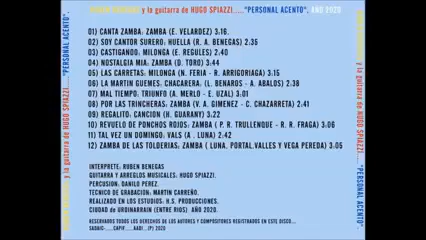 RUBEN BENEGAS y la guitarra de HUGO SPIAZZI....."PERSONAL ACENTO". AÑO 2020
01) CANTA ZAMBA: ZAMBA (E. VELARDEZ) 3:16.
02) SOY CANTOR SURERO: HUELLA (R. A. BENEGAS) 2:35
03) CASTIGANDO: MILONGA (E. REGULES) 2:40
04) NOSTALGIA MIA: ZAMBA (D. TORO) 3:44
05) LAS CARRETAS: MILONGA (N. FERIA - R. ARRIGORIAGA) 3:15
06) LA MARTIN GUEMES: CHACARERA. (L. BENAROS - A. ABALOS) 2:38
07) MAL TIEMPO: TRIUNFO (A. MERLO - E. UZAL) 3:01
08) POR LAS TRINCHERAS: ZAMBA ( V. A. GIMENEZ - C. CHAZARRETA) 2:41
09) REGALITO: CANCION (H. GUARANY) 3:22
10) REVUELO DE PONCHOS ROJOS: ZAMBA ( P. R. TRULLENQUE - R. R. FRAGA) 3:06
11) TAL VEZ UN DOMINGO: VALS (A . LUNA) 2:42
12) ZAMBA DE LAS TOLDERIAS: ZAMBA ( LUNA. PORTAL.VALLES Y VEGA PEREDA) 3:06
INTERPRETE: RUBEN BENEGAS
GUITARRA Y ARREGLOS MUSICALES: HUGO SPIAZZI.
PERCUSION: DANILO PEREZ.
TECNICO DE GRABACION: MARTIN CARREÑO.
REALIZADO EN LOS ESTUDIOS: H.S. PRODUCCIONES.
CIUDAD de URDINARRAIN (ENTRE RIOS) AÑO 2020.
RESERVADOS TODOS LOS DERECHOS DE LOS AUTORES Y COMPOSITORES REGISTRADOS EN ESTE DISCO...
SADAIC-.....CAPIF.....AADI...(P) 2020
y la guitarra de HUGO SPIAZZI....."PERSONAL ACENTO".
y la guitarra de HUGO SPIAZZI....."PERSONAL ACENTO".